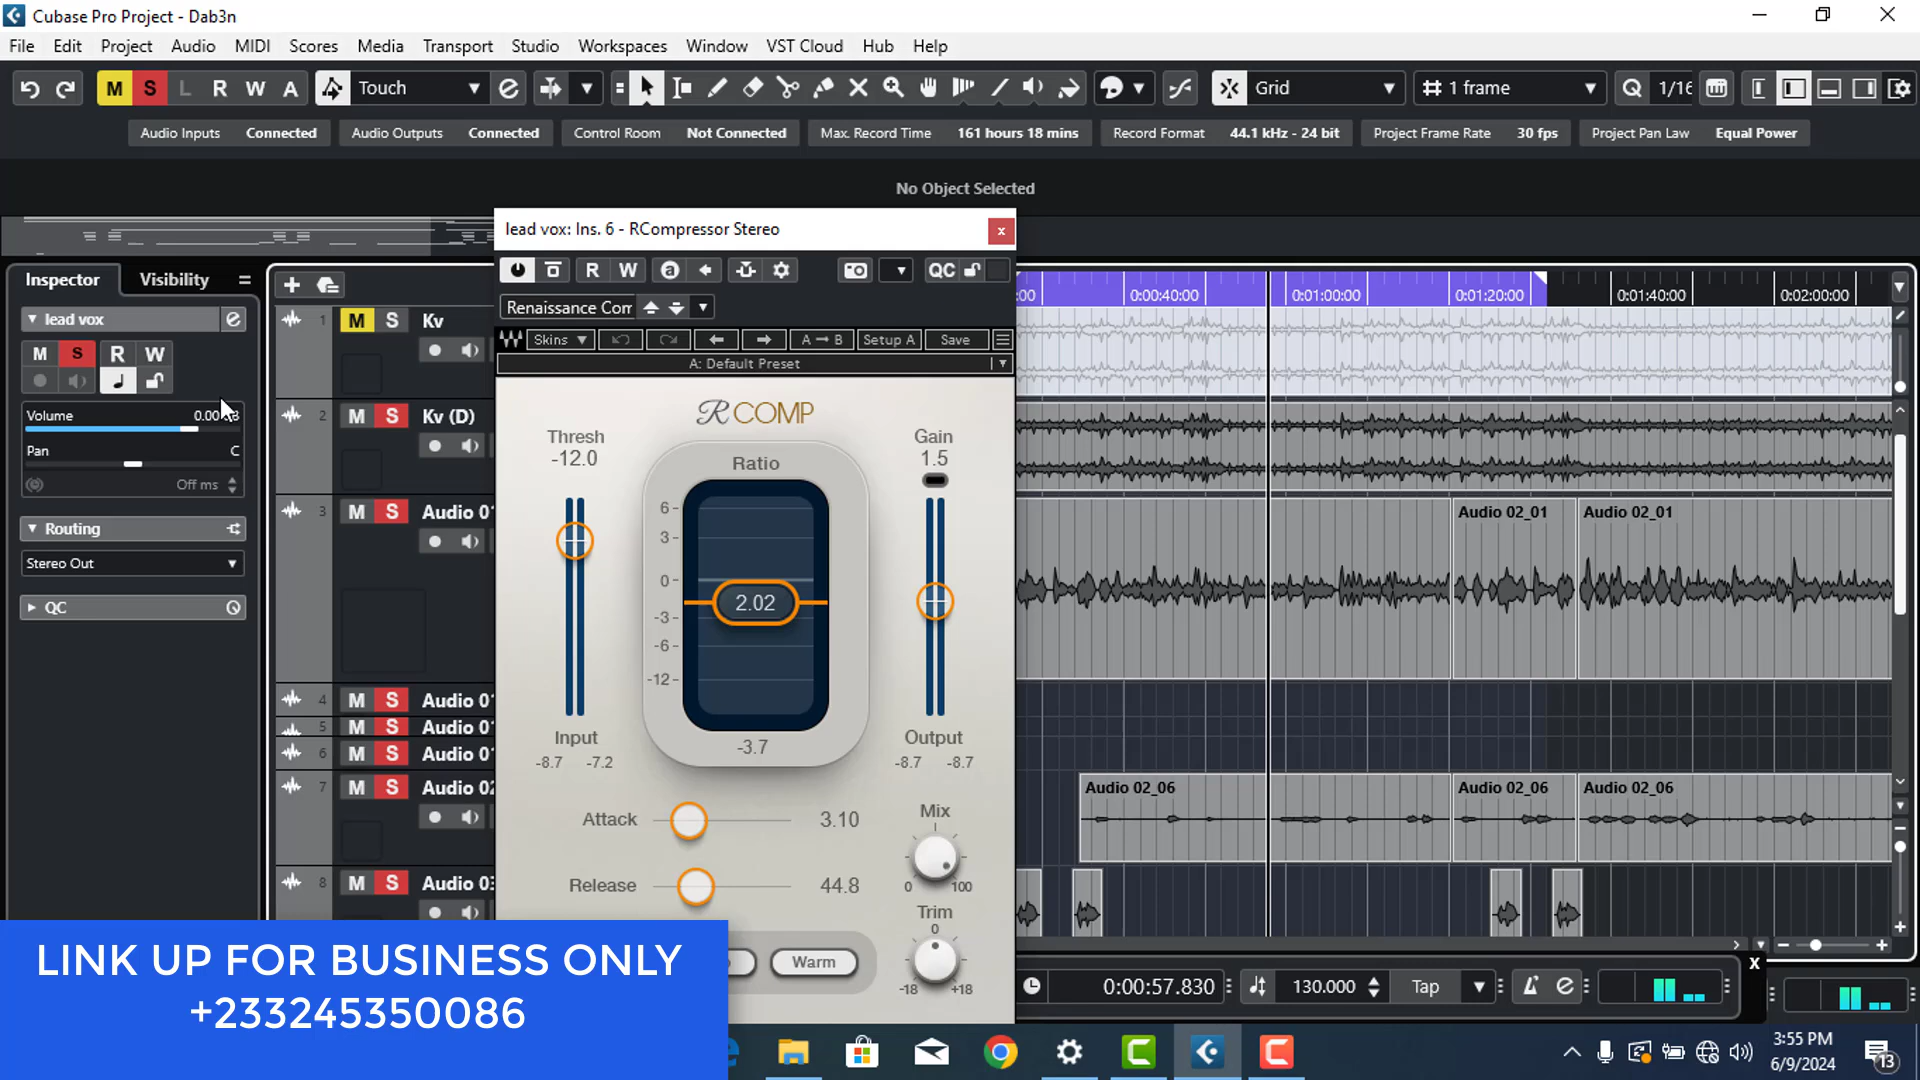 Cubase Pro Project - Dab3n
File Edit Project Audio MIDI Scores Media Transport Studio Workspaces Window VST Cloud Hub Help
M S L R W A Touch Grid 1 frame 1/16
Audio Inputs Connected Audio Outputs Connected Control Room Not Connected Max. Record Time 161 hours 18 mins Record Format 44.1 kHz - 24 bit Project Frame Rate 30 fps Project Pan Law Equal Power
No Object Selected
lead vox: Ins. 6 - RCompressor Stereo
x
R W a QC
Renaissance Com
Skins A B Setup A Save
A: Default Preset
R COMP
Thresh
-12.0
Ratio
Gain
1.5
6
3
0
-3
-6
-12
2.02
-3.7
Input
-8.7 -7.2
Output
-8.7 -8.7
Attack 3.10
Release 44.8
Mix
0 100
Trim
0
-18 +18
Warm
Inspector Visibility
lead vox
M S R W
Volume 0.00
Pan C
Off ms
Routing
Stereo Out
QC
1 M S Kv
2 M S Kv (D)
3 M S Audio 0
4 M S Audio 0
5 M S Audio 0
6 M S Audio 0
7 M S Audio 02
8 M S Audio 03
:00 0:00:40:00 0:01:00:00 0:01:20:00 0:01:40:00 0:02:00:00
Audio 02_01 Audio 02_01
Audio 02_06 Audio 02_06 Audio 02_06
0:00:57.830 130.000 Tap
X
LINK UP FOR BUSINESS ONLY
+233245350086
3:55 PM
6/9/2024
13